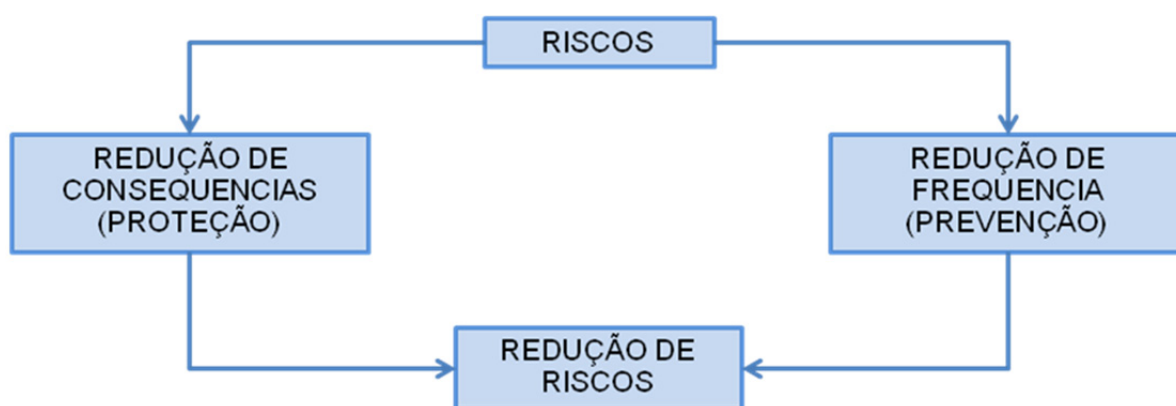 RISCOS
REDUÇÃO DE
CONSEQUENCIAS
(PROTEÇÃO)
REDUÇÃO DE
FREQUENCIA
(PREVENÇÃO)
REDUÇÃO DE
RISCOS